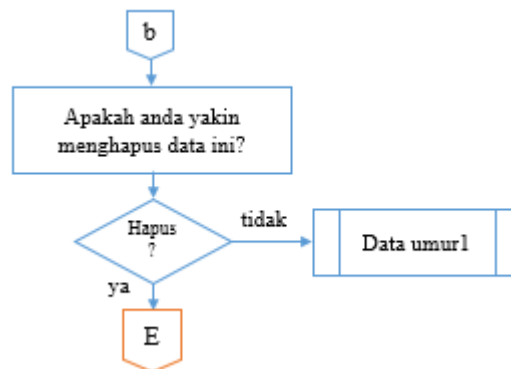 b
Apakah anda yakin
menghapus data ini?
Hapus
?
tidak
Data umur1
ya
E